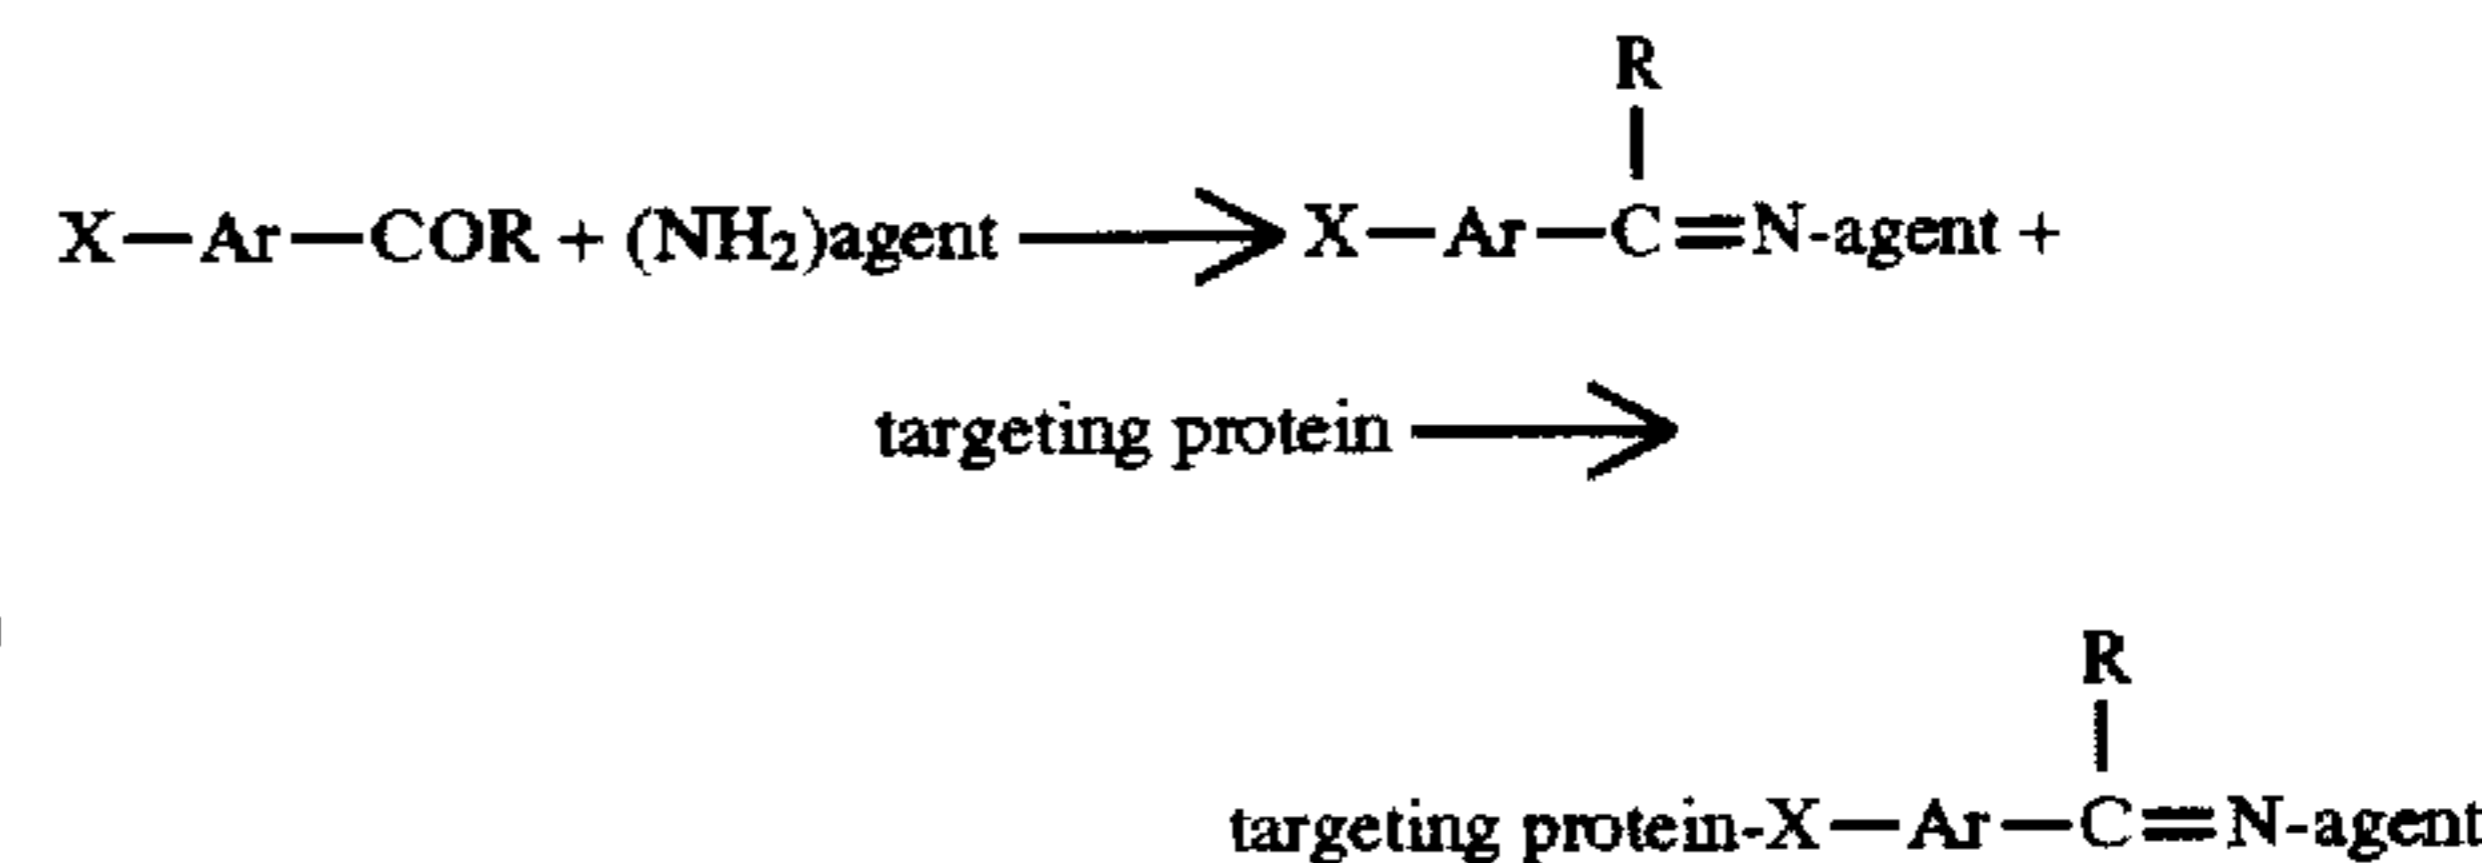 R
X—Ar—COR + (NH₂)agent ⟶ X—Ar—C=N-agent +
targeting protein ⟶
R
targeting protein-X—Ar—C=N-agent